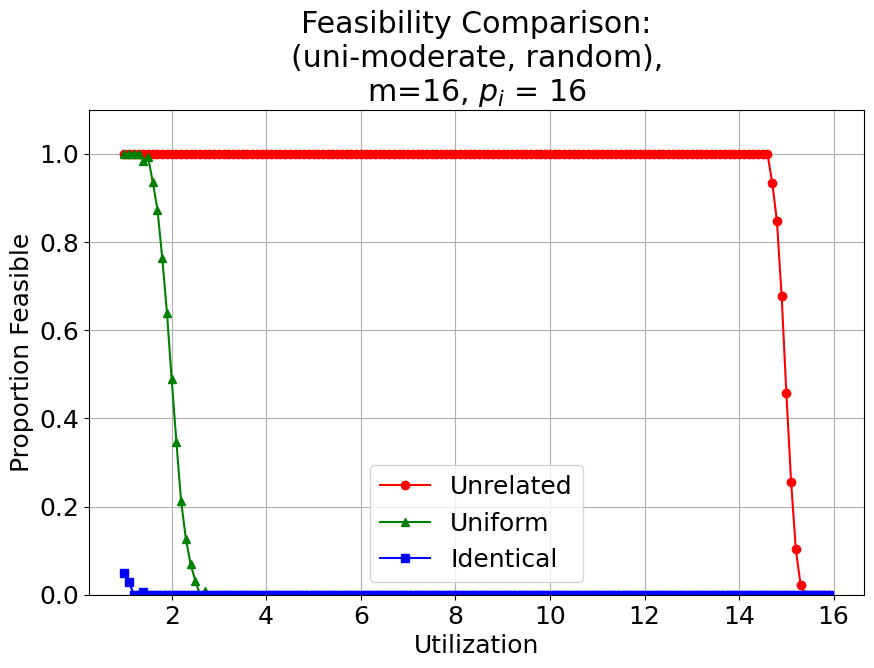 Feasibility Comparison:
(uni-moderate, random),
m=16, $p_i$ = 16
Proportion Feasible
1.0
0.8
0.6
0.4
0.2
0.0
Unrelated
Uniform
Identical
2 4 6 8 10 12 14 16
Utilization